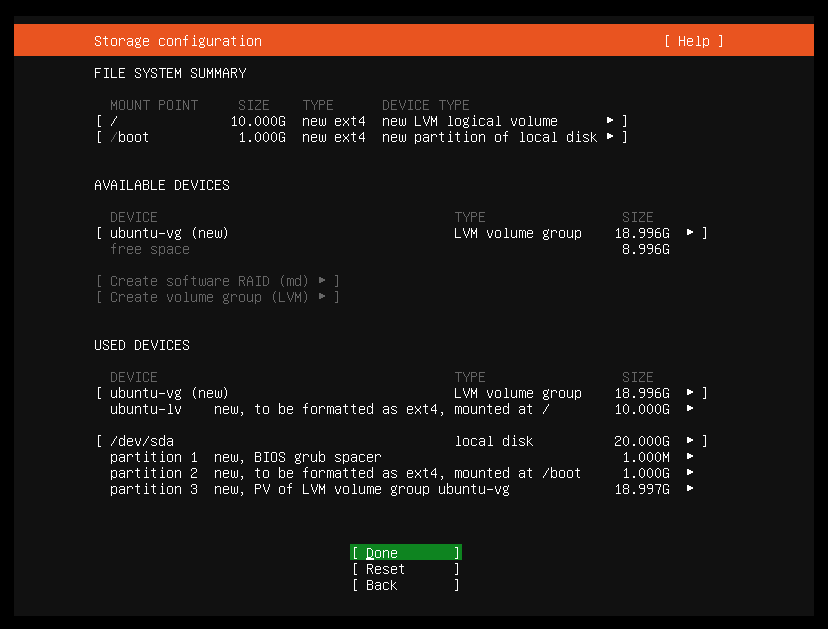 Storage configuration [ Help ]
FILE SYSTEM SUMMARY
MOUNT POINT SIZE TYPE DEVICE TYPE
[ / 10.000G new ext4 new LVM logical volume ▸ ]
[ /boot 1.000G new ext4 new partition of local disk ▸ ]
AVAILABLE DEVICES
DEVICE TYPE SIZE
[ ubuntu-vg (new) LVM volume group 18.996G ▸ ]
free space 8.996G
[ Create software RAID (md) ▸ ]
[ Create volume group (LVM) ▸ ]
USED DEVICES
DEVICE TYPE SIZE
[ ubuntu-vg (new) LVM volume group 18.996G ▸ ]
ubuntu-lv new, to be formatted as ext4, mounted at / 10.000G ▸
[ /dev/sda local disk 20.000G ▸ ]
partition 1 new, BIOS grub spacer 1.000M ▸
partition 2 new, to be formatted as ext4, mounted at /boot 1.000G ▸
partition 3 new, PV of LVM volume group ubuntu-vg 18.997G ▸
[ Done ]
[ Reset ]
[ Back ]